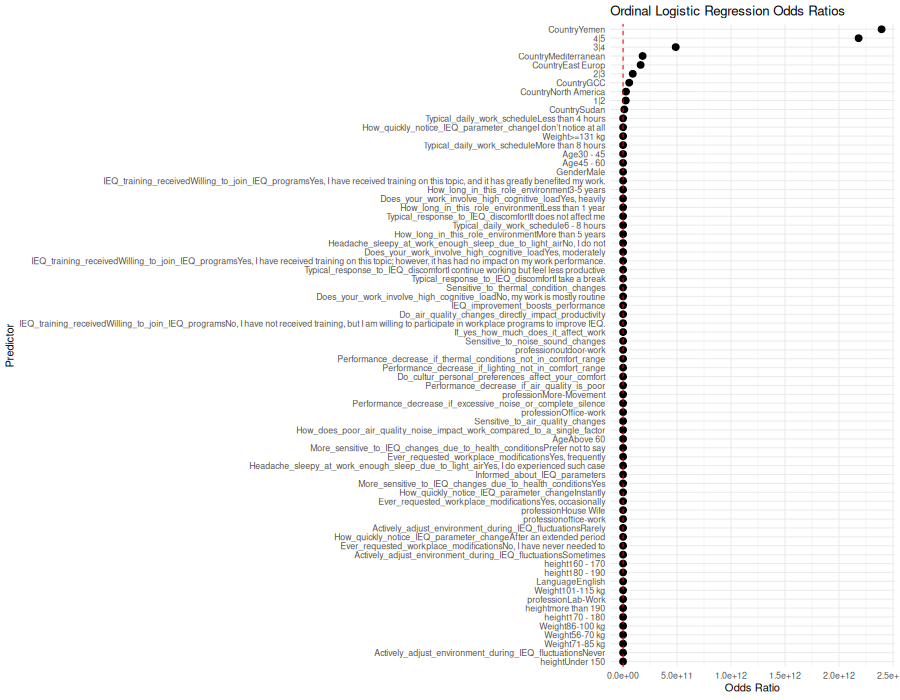 Ordinal Logistic Regression Odds Ratios
Predictor
CountryYemen
4|5
3|4
CountryMediterranean
CountryEast Europ
2|3
CountryGCC
CountryNorth America
1|2
CountrySudan
Typical_daily_work_scheduleLess than 4 hours
How_quickly_notice_IEQ_parameter_changeI don't notice at all
Weight>=131 kg
Typical_daily_work_scheduleMore than 8 hours
Age30 - 45
Age45 - 60
GenderMale
IEQ_training_receivedWilling_to_join_IEQ_programsYes, I have received training on this topic, and it has greatly benefited my work.
How_long_in_this_role_environment3-5 years
Does_your_work_involve_high_cognitive_loadYes, heavily
How_long_in_this_role_environmentLess than 1 year
Typical_response_to_IEQ_discomfortIt does not affect me
Typical_daily_work_schedule6 - 8 hours
How_long_in_this_role_environmentMore than 5 years
Headache_sleepy_at_work_enough_sleep_due_to_light_airNo, I do not
Does_your_work_involve_high_cognitive_loadYes, moderately
IEQ_training_receivedWilling_to_join_IEQ_programsYes, I have received training on this topic; however, it has had no impact on my work performance.
Typical_response_to_IEQ_discomfortI continue working but feel less productive
Typical_response_to_IEQ_discomfortI take a break
Sensitive_to_thermal_condition_changes
Does_your_work_involve_high_cognitive_loadNo, my work is mostly routine
IEQ_improvement_boosts_performance
Do_air_quality_changes_directly_impact_productivity
IEQ_training_receivedWilling_to_join_IEQ_programsNo, I have not received training, but I am willing to participate in workplace programs to improve IEQ.
If_yes_how_much_does_it_affect_work
Sensitive_to_noise_sound_changes
professionoutdoor-work
Performance_decrease_if_thermal_conditions_not_in_comfort_range
Performance_decrease_if_lighting_not_in_comfort_range
Do_cultur_personal_preferences_affect_your_comfort
Performance_decrease_if_air_quality_is_poor
professionMore-Movement
Performance_decrease_if_excessive_noise_or_complete_silence
professionOffice-work
Sensitive_to_air_quality_changes
How_does_poor_air_quality_noise_impact_work_compared_to_a_single_factor
AgeAbove 60
More_sensitive_to_IEQ_changes_due_to_health_conditionsPrefer not to say
Ever_requested_workplace_modificationsYes, frequently
Headache_sleepy_at_work_enough_sleep_due_to_light_airYes, I do experienced such case
Informed_about_IEQ_parameters
More_sensitive_to_IEQ_changes_due_to_health_conditionsYes
How_quickly_notice_IEQ_parameter_changeInstantly
Ever_requested_workplace_modificationsYes, occasionally
professionHouse Wife
professionoffice-work
Actively_adjust_environment_during_IEQ_fluctuationsRarely
How_quickly_notice_IEQ_parameter_changeAfter an extended period
Ever_requested_workplace_modificationsNo, I have never needed to
Actively_adjust_environment_during_IEQ_fluctuationsSometimes
height160 - 170
height180 - 190
LanguageEnglish
Weight101-115 kg
professionLab-Work
heightmore than 190
height170 - 180
Weight86-100 kg
Weight56-70 kg
Weight71-85 kg
Actively_adjust_environment_during_IEQ_fluctuationsNever
heightUnder 150
0.0e+00 5.0e+11 1.0e+12 1.5e+12 2.0e+12 2.5e+
Odds Ratio